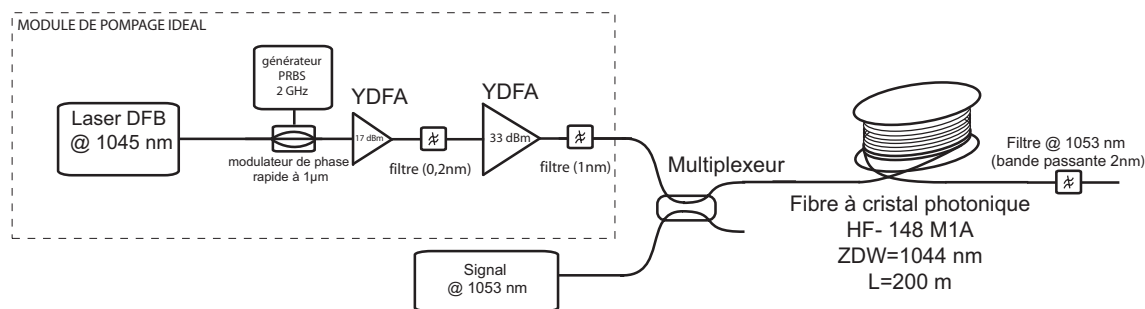 MODULE DE POMPAGE IDEAL
générateur
PRBS
2 GHz
Laser DFB
@ 1045 nm
modulateur de phase
rapide à 1µm
YDFA
17 dBm
filtre (0,2nm)
YDFA
33 dBm
filtre (1nm)
Multiplexeur
Signal
@ 1053 nm
Fibre à cristal photonique
HF- 148 M1A
ZDW=1044 nm
L=200 m
Filtre @ 1053 nm
(bande passante 2nm)